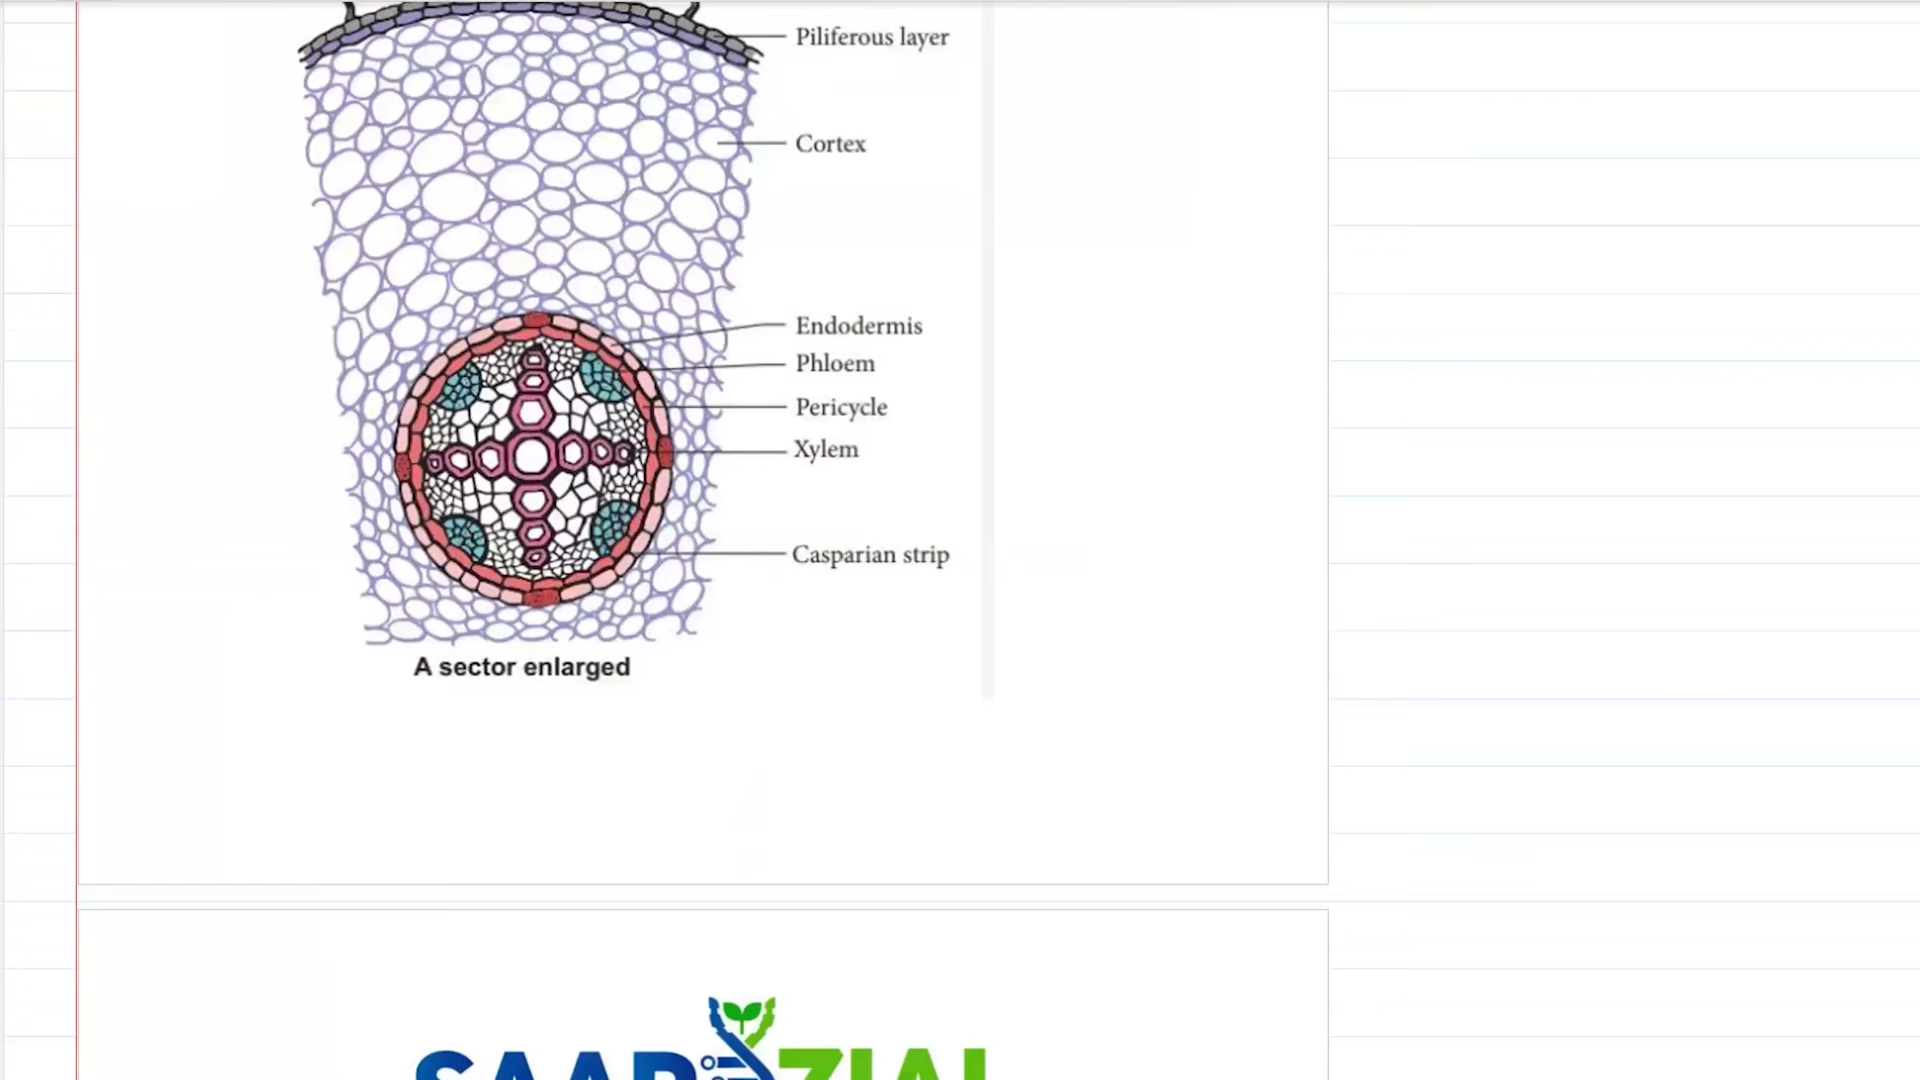 Piliferous layer
Cortex
Endodermis
Phloem
Pericycle
Xylem
Casparian strip
A sector enlarged